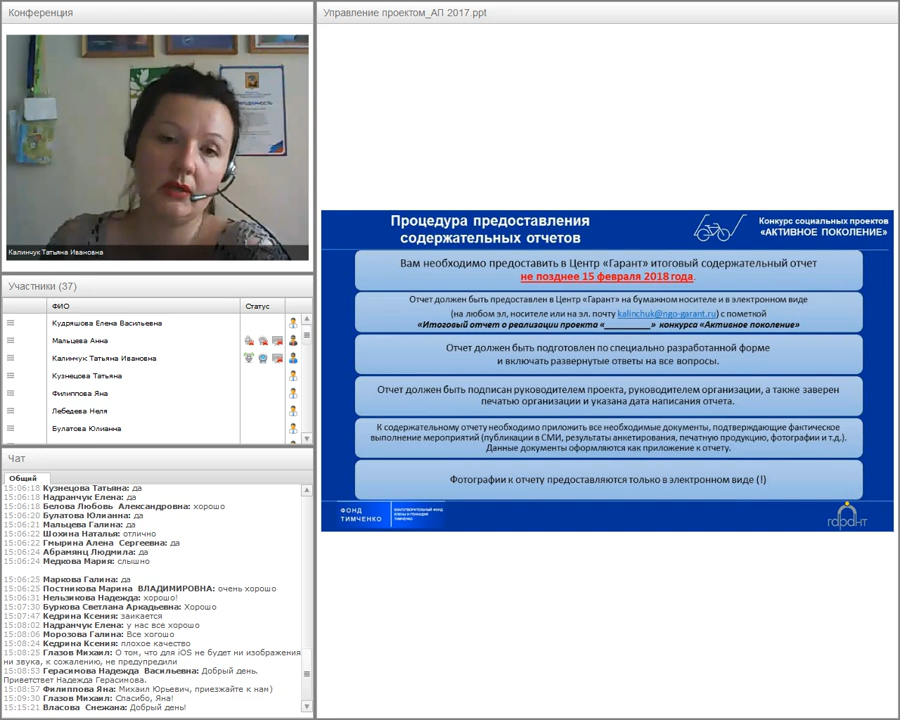 Конференция
Калинчук Татьяна Ивановна
Участники (37)
ФИО
Статус
Кудряшова Елена Васильевна
Мальцева Анна
Калинчук Татьяна Ивановна
Кузнецова Татьяна
Филиппова Яна
Лебедева Неля
Булатова Юлианна
Чат
Общий
15:06:18 Кузнецова Татьяна: да
15:06:18 Надранчук Елена: да
15:06:18 Белова Любовь Александровна: хорошо
15:06:20 Булатова Юлианна: да
15:06:21 Мальцева Галина: да
15:06:22 Шохина Наталья: отлично
15:06:22 Гмырина Алена Сергеевна: да
15:06:24 Абрамянц Людмила: да
15:06:24 Медкова Мария: слышно
15:06:25 Маркова Галина: да
15:06:25 Постникова Марина ВЛАДИМИРОВНА: очень хорошо
15:06:31 Нельзикова Надежда: хорошо!
15:07:30 Буркова Светлана Аркадьевна: Хорошо
15:07:47 Кедрина Ксения: заикается
15:08:02 Надранчук Елена: у нас все хорошо
15:08:06 Морозова Галина: Все хогошо
15:08:24 Кедрина Ксения: плохое качество
15:08:25 Глазов Михаил: О том, что для iOS не будет ни изображения,
ни звука, к сожалению, не предупредили
15:08:53 Герасимова Надежда Васильевна: Добрый день.
Приветствет Надежда Герасимова.
15:08:57 Филиппова Яна: Михаил Юрьевич, приезжайте к нам)
15:09:30 Глазов Михаил: Спасибо, Яна!
15:15:21 Власова Снежана: Добрый день!
Управление проектом_АП 2017.ppt
Процедура предоставления
содержательных отчетов
Конкурс социальных проектов
«АКТИВНОЕ ПОКОЛЕНИЕ»
Вам необходимо предоставить в Центр «Гарант» итоговый содержательный отчет
не позднее 15 февраля 2018 года.
Отчет должен быть предоставлен в Центр «Гарант» на бумажном носителе и в электронном виде
(на любом эл, носителе или на эл. почту kalinchuk@ngo-garant.ru) с пометкой
«Итоговый отчет о реализации проекта «__________» конкурса «Активное поколение»
Отчет должен быть подготовлен по специально разработанной форме
и включать развернутые ответы на все вопросы.
Отчет должен быть подписан руководителем проекта, руководителем организации, а также заверен
печатью организации и указана дата написания отчета.
К содержательному отчету необходимо приложить все необходимые документы, подтверждающие фактическое
выполнение мероприятий (публикации в СМИ, результаты анкетирования, печатную продукцию, фотографии и т.д.).
Данные документы оформляются как приложение к отчету.
Фотографии к отчету предоставляются только в электронном виде (!)
ФОНД
ТИМЧЕНКО
БЛАГОТВОРИТЕЛЬНЫЙ ФОНД
ЕЛЕНЫ И ГЕННАДИЯ
ТИМЧЕНКО
гарант